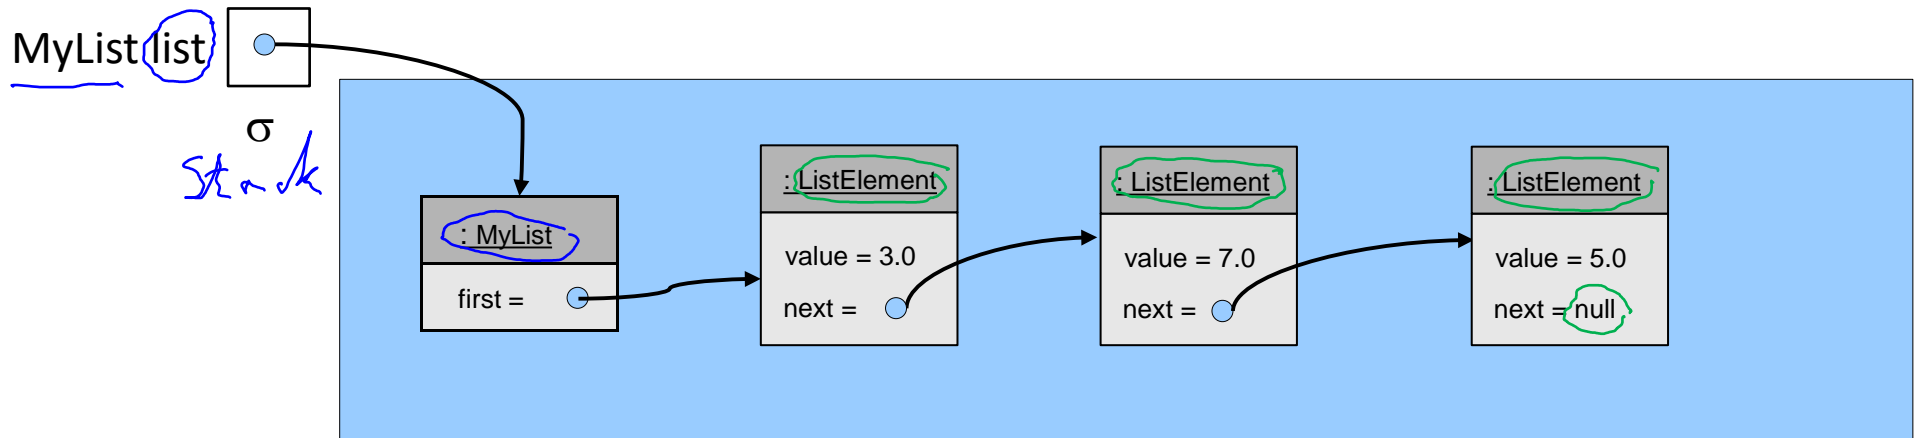 MyList list
σ
Stack
: MyList
first =
: ListElement
value = 3.0
next =
: ListElement
value = 7.0
next =
: ListElement
value = 5.0
next = null